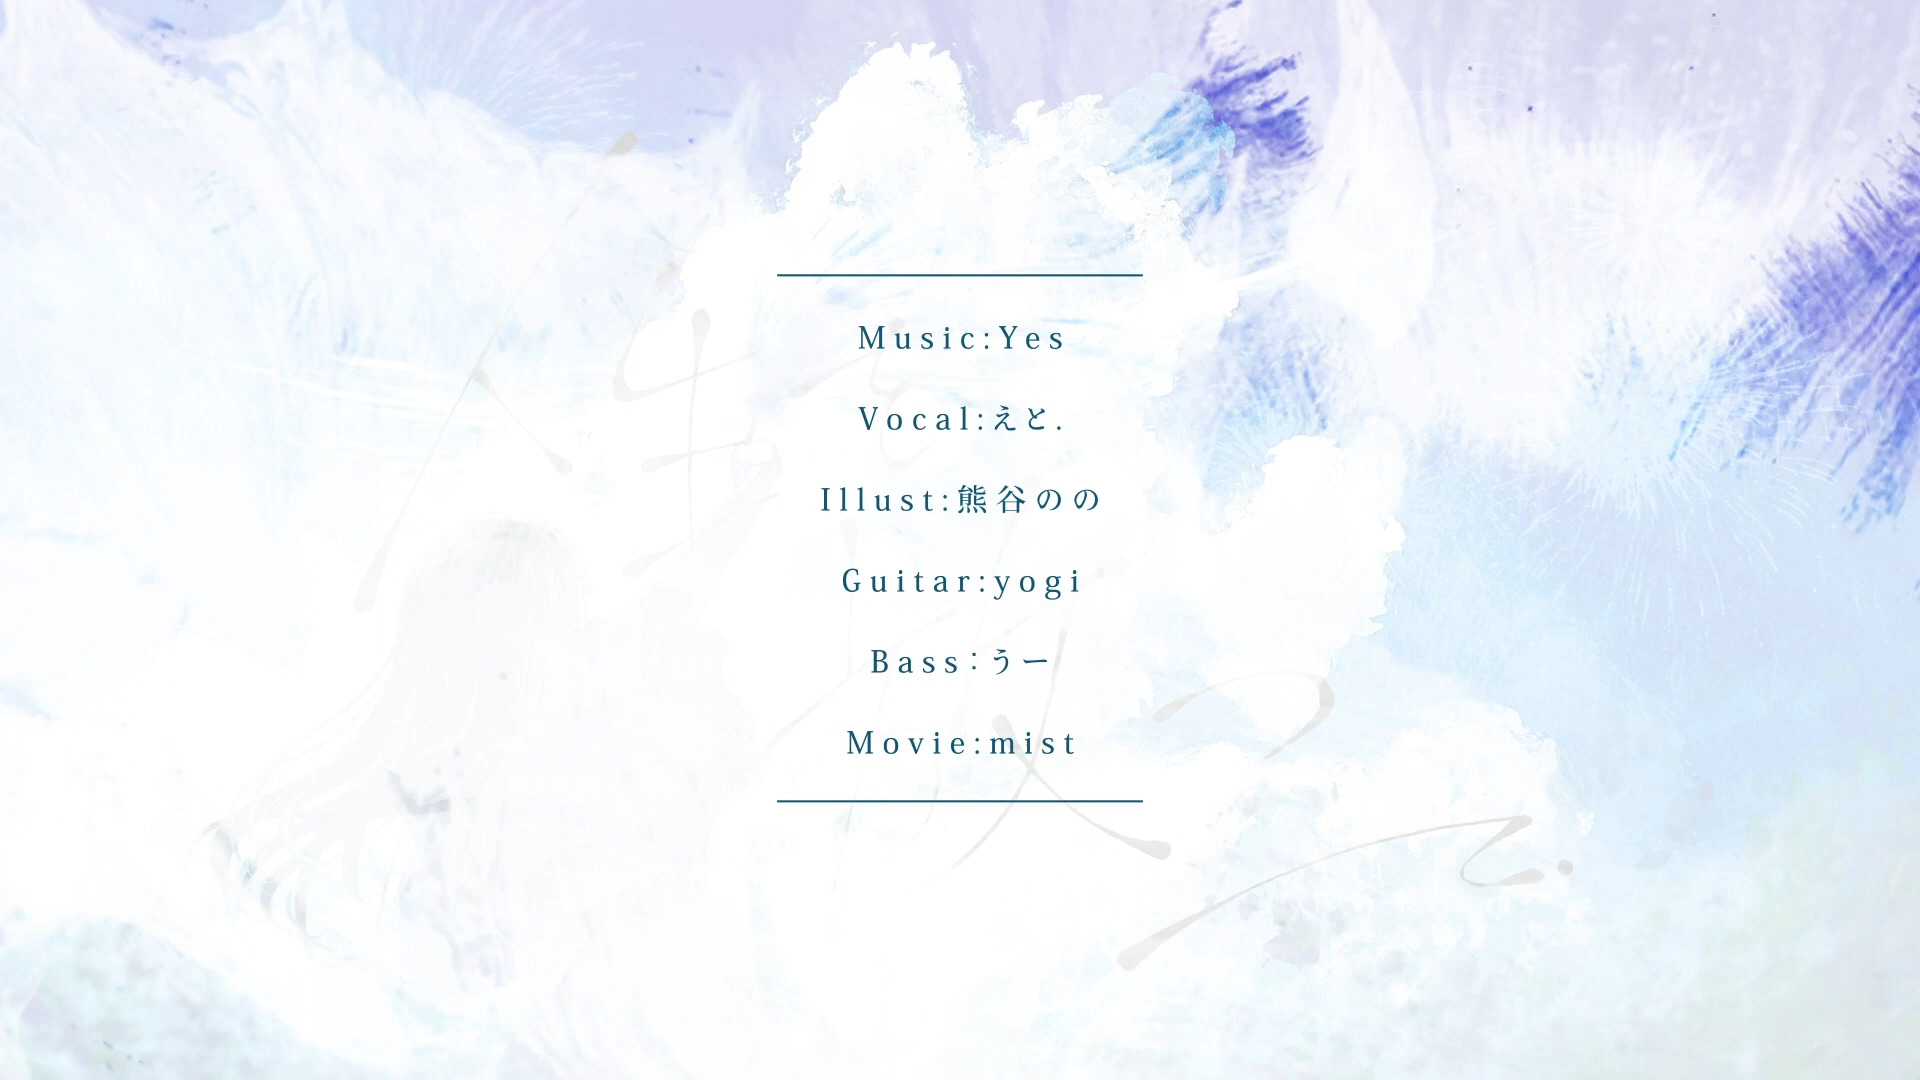 Music:Yes
Vocal:えと.
Illust:熊谷のの
Guitar:yogi
Bass：うー
Movie:mist